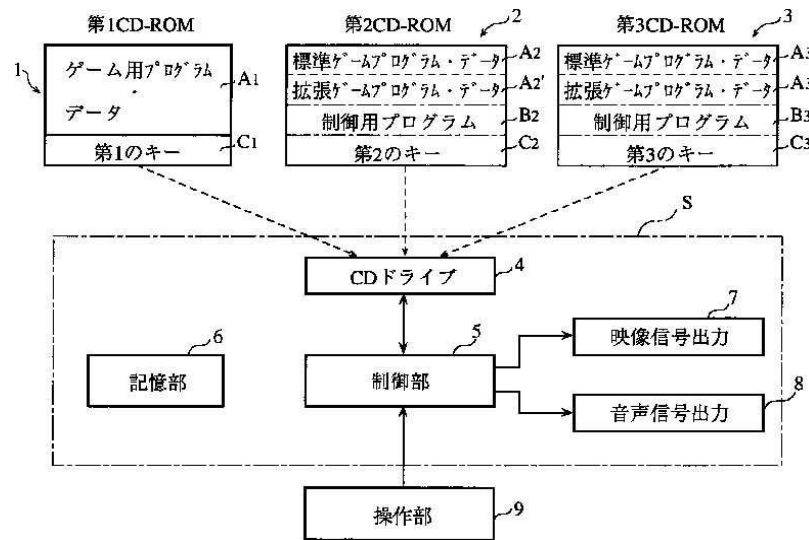 第1CD-ROM
第2CD-ROM
第3CD-ROM
1
2
3
ゲーム用プログラム
・
データ
A1
第1のキー
C1
標準ゲームプログラム・データ
A2
拡張ゲームプログラム・データ
A2'
制御用プログラム
B2
第2のキー
C2
標準ゲームプログラム・データ
A3
拡張ゲームプログラム・データ
A3
制御用プログラム
B3
第3のキー
C3
S
CDドライブ
4
記憶部
6
制御部
5
映像信号出力
7
音声信号出力
8
操作部
9